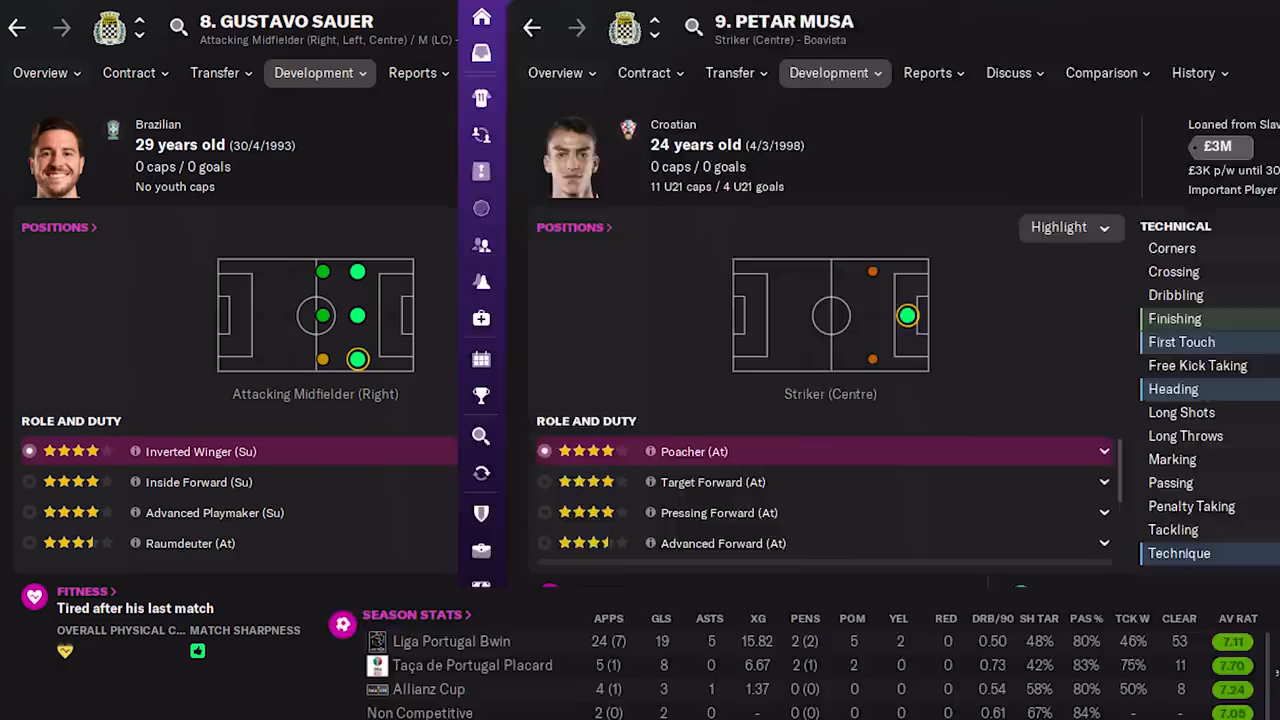 8. GUSTAVO SAUER
Attacking Midfielder (Right, Left, Centre) / M (LC) -
Overview Contract Transfer Development Reports
Brazilian
29 years old (30/4/1993)
0 caps / 0 goals
No youth caps
POSITIONS >
Attacking Midfielder (Right)
ROLE AND DUTY
Inverted Winger (Su)
Inside Forward (Su)
Advanced Playmaker (Su)
Raumdeuter (At)
11
9. PETAR MUSA
Striker (Centre) - Boavista
Overview Contract Transfer Development Reports Discuss Comparison History
Croatian
24 years old (4/3/1998)
0 caps / 0 goals
11 U21 caps / 4 U21 goals
Loaned from Slav
£3M
£3K p/w until 30
Important Player
POSITIONS >
Highlight
Striker (Centre)
ROLE AND DUTY
Poacher (At)
Target Forward (At)
Pressing Forward (At)
Advanced Forward (At)
TECHNICAL
Corners
Crossing
Dribbling
Finishing
First Touch
Free Kick Taking
Heading
Long Shots
Long Throws
Marking
Passing
Penalty Taking
Tackling
Technique
FITNESS >
Tired after his last match
OVERALL PHYSICAL C... MATCH SHARPNESS
SEASON STATS > APPS GLS ASTS XG PENS POM YEL RED DRB/90 SH TAR PAS % TCK W CLEAR AV RAT
Liga Portugal Bwin 24 (7) 19 5 15.82 2 (2) 5 2 0 0.50 48% 80% 46% 53 7.11
Taça de Portugal Placard 5 (1) 8 0 6.67 2 (1) 2 0 0 0.73 42% 83% 75% 11 7.70
Allianz Cup 4 (1) 3 1 1.37 0 (0) 0 0 0 0.54 58% 80% 50% 8 7.24
Non Competitive 2 (0) 2 0 - 0 (0) 0 0 0 0.61 67% 84% - - 7.05